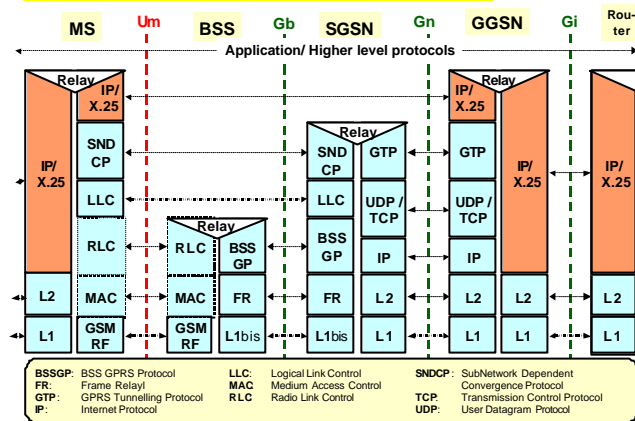 MS Um BSS Gb SGSN Gn GGSN Gi Rou-
ter
Application/ Higher level protocols
Relay
IP/
X.25
IP/
X.25
SND
CP
LLC
RLC
MAC
GSM
RF
L2
L1
Relay
RLC
BSS
GP
MAC
FR
GSM
RF
L1bis
Relay
SND
CP
GTP
LLC
UDP /
TCP
BSS
GP
IP
FR
L2
L1bis
L1
Relay
IP/
X.25
GTP
UDP /
TCP
IP
L2
L1
IP/
X.25
L2
L1
Relay
IP/
X.25
L2
L1
BSSGP: BSS GPRS Protocol LLC: Logical Link Control SNDCP: SubNetwork Dependent
FR: Frame Relayl MAC: Medium Access Control Convergence Protocol
GTP: GPRS Tunnelling Protocol RLC: Radio Link Control TCP: Transmission Control Protocol
IP: Internet Protocol UDP: User Datagram Protocol